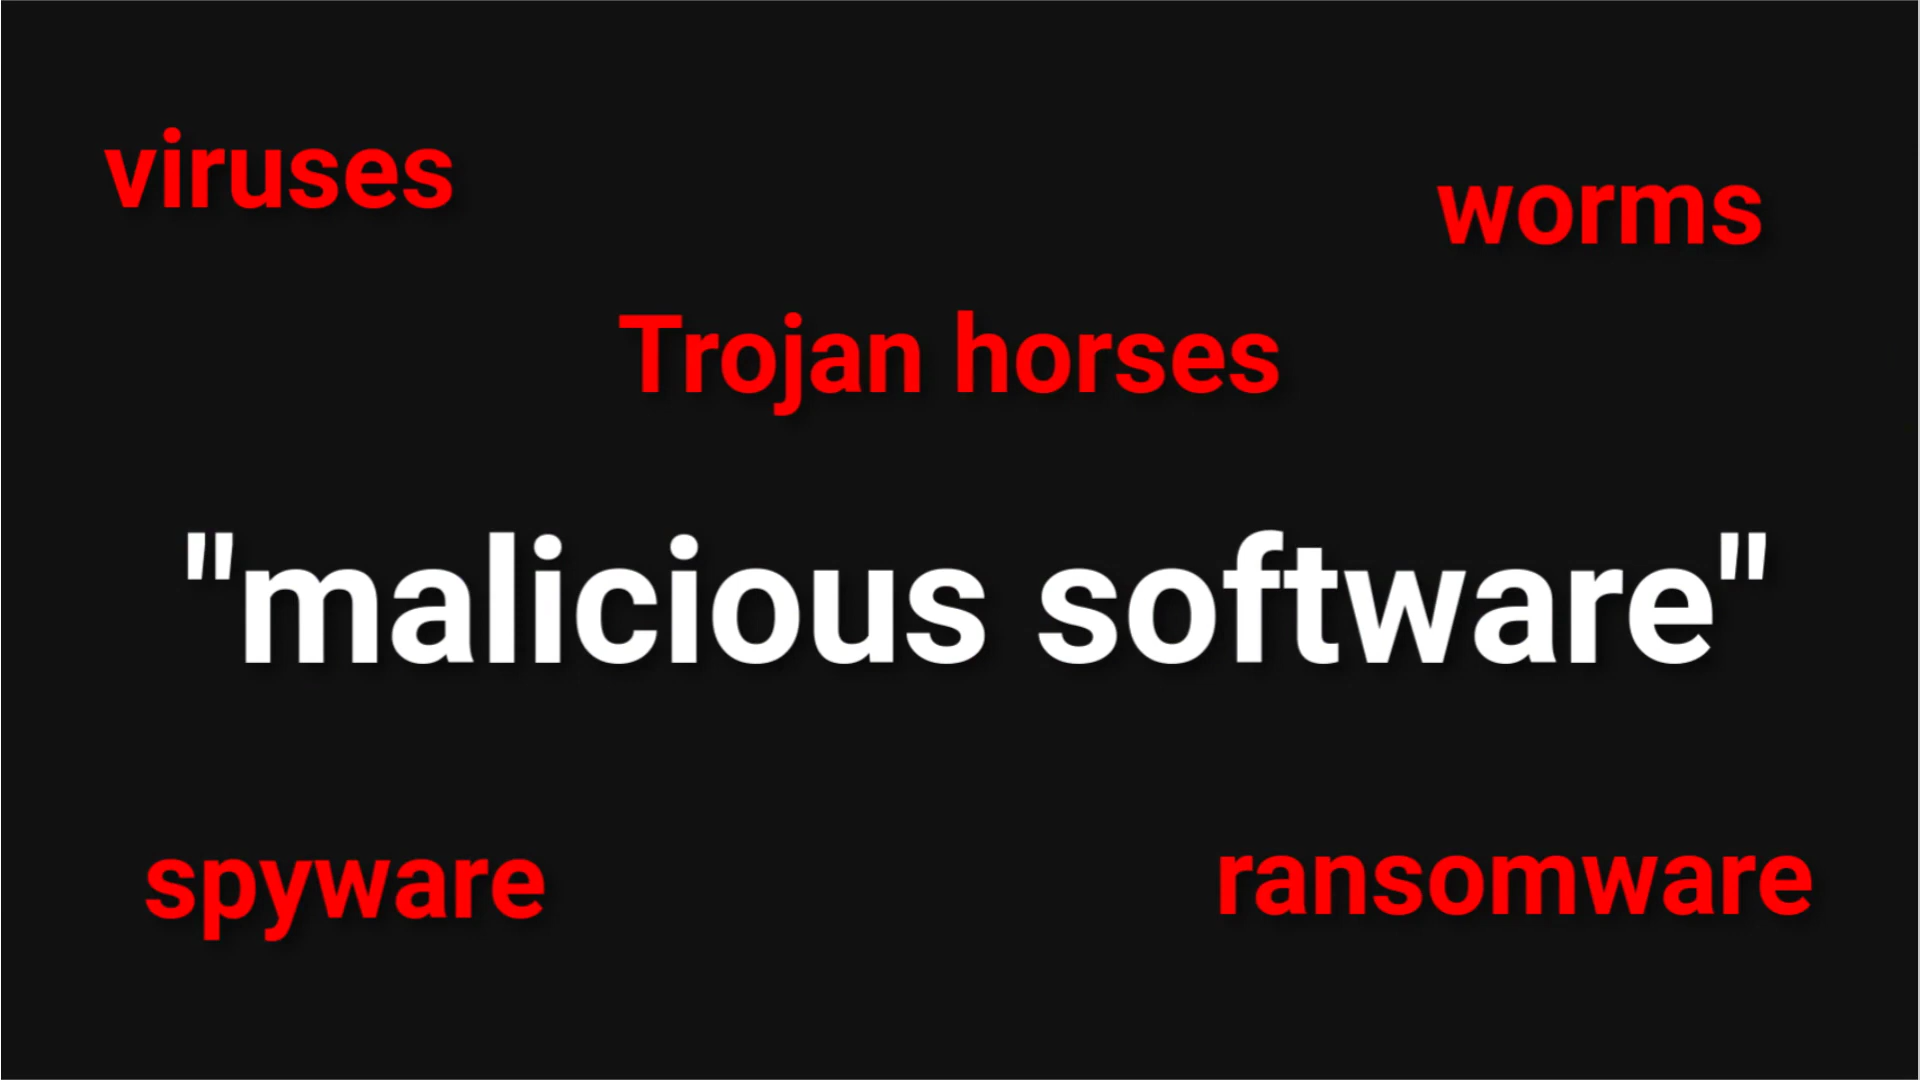 viruses
worms
Trojan horses
"malicious software"
spyware
ransomware